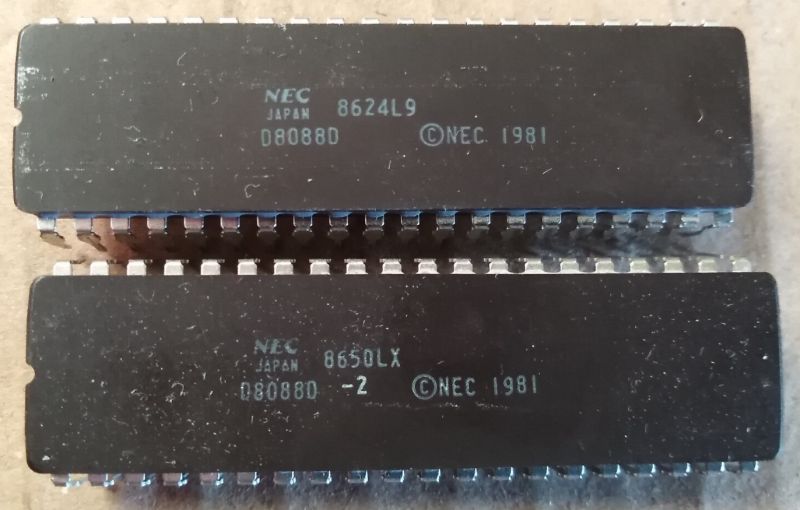 NEC
JAPAN 8624L9
D8088D ©NEC 1981
NEC
JAPAN 8650LX
D8088D -2 ©NEC 1981